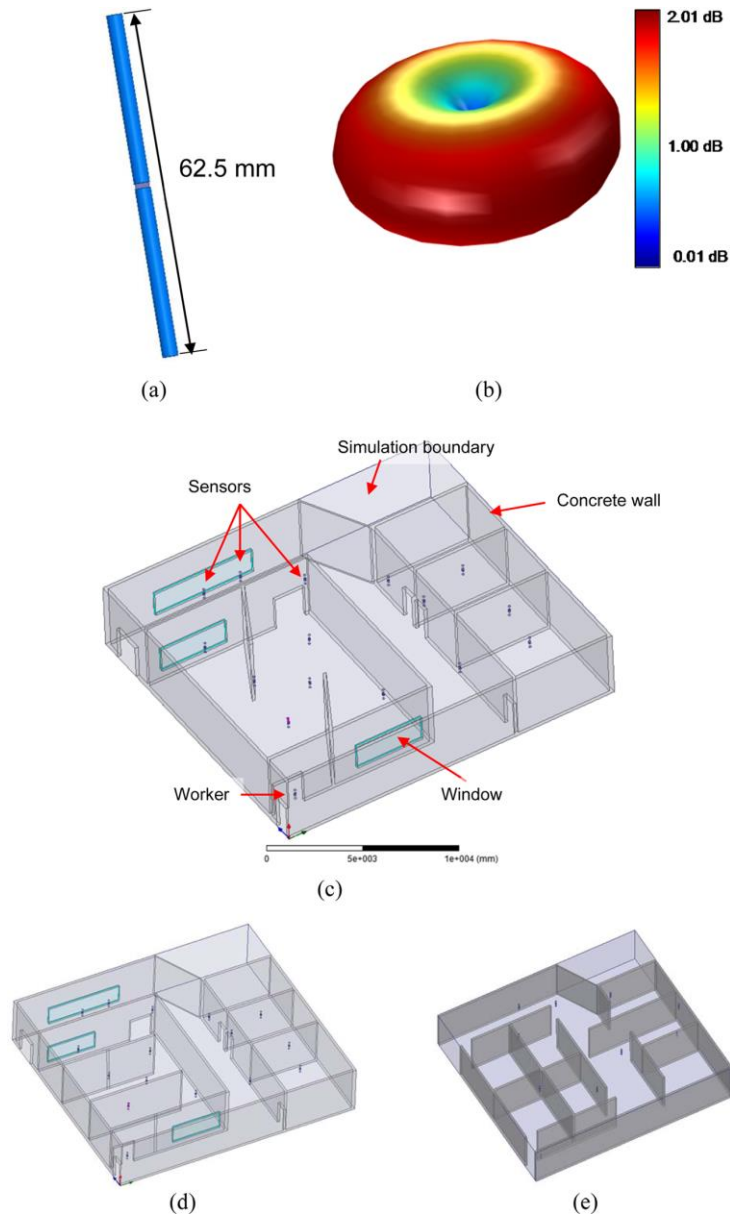 2.01 dB
62.5 mm
1.00 dB
0.01 dB
(a)
(b)
Simulation boundary
Sensors
Concrete wall
Worker
Window
0
5e+003
1e+004 (mm)
(c)
(d)
(e)